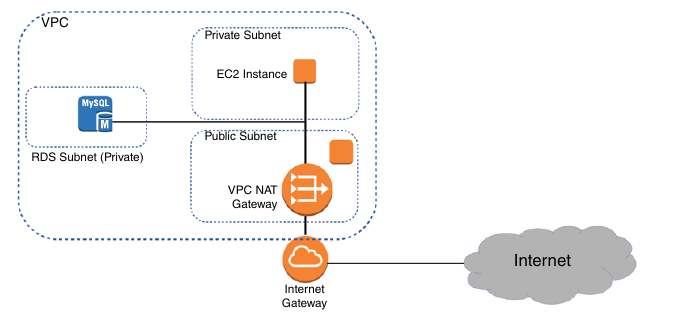 VPC
Private Subnet
EC2 Instance
MySQL
M
RDS Subnet (Private)
Public Subnet
VPC NAT
Gateway
Internet
Gateway
Internet